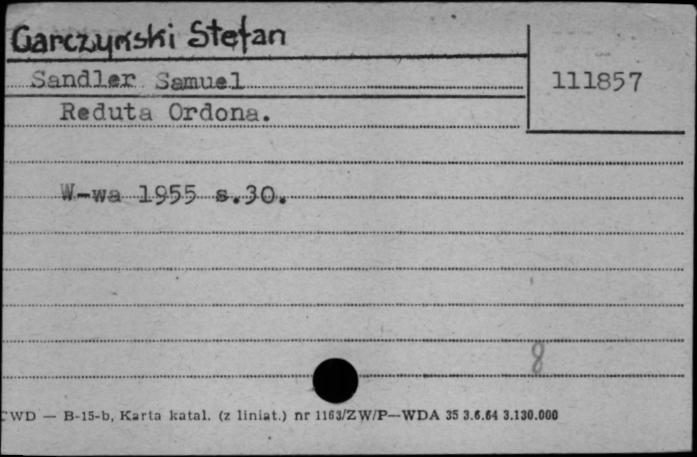 Garczyński Stefan
Sandler Samuel
111857
Reduta Ordona.
W-wa 1955 s.30.
8
CWD — B-15-b, Karta katal. (z liniat.) nr 1163/ZW/P—WDA 35 3.6.64 3.130.000